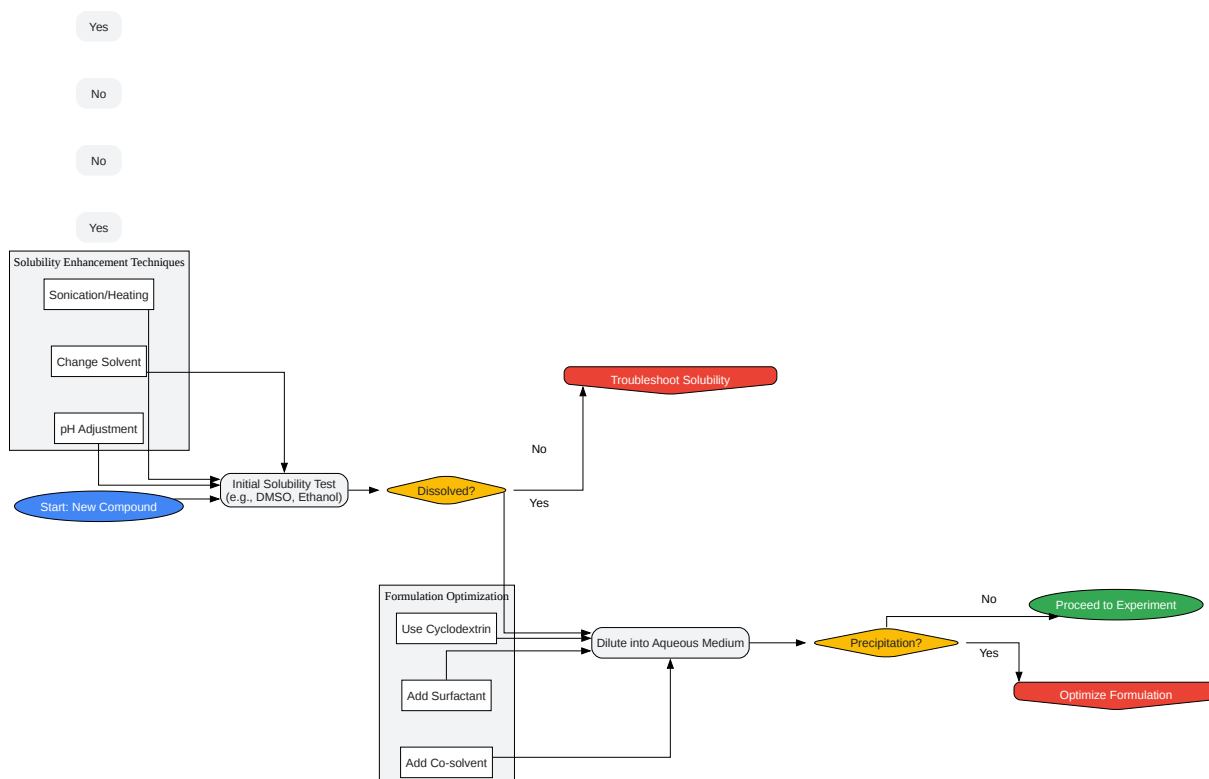 Yes
No
No
Yes
Solubility Enhancement Techniques
Sonication/Heating
Change Solvent
pH Adjustment
Start: New Compound
Initial Solubility Test
(e.g., DMSO, Ethanol)
Dissolved?
No
Yes
Troubleshoot Solubility
Formulation Optimization
Use Cyclodextrin
Add Surfactant
Add Co-solvent
Dilute into Aqueous Medium
Precipitation?
No
Yes
Proceed to Experiment
Optimize Formulation